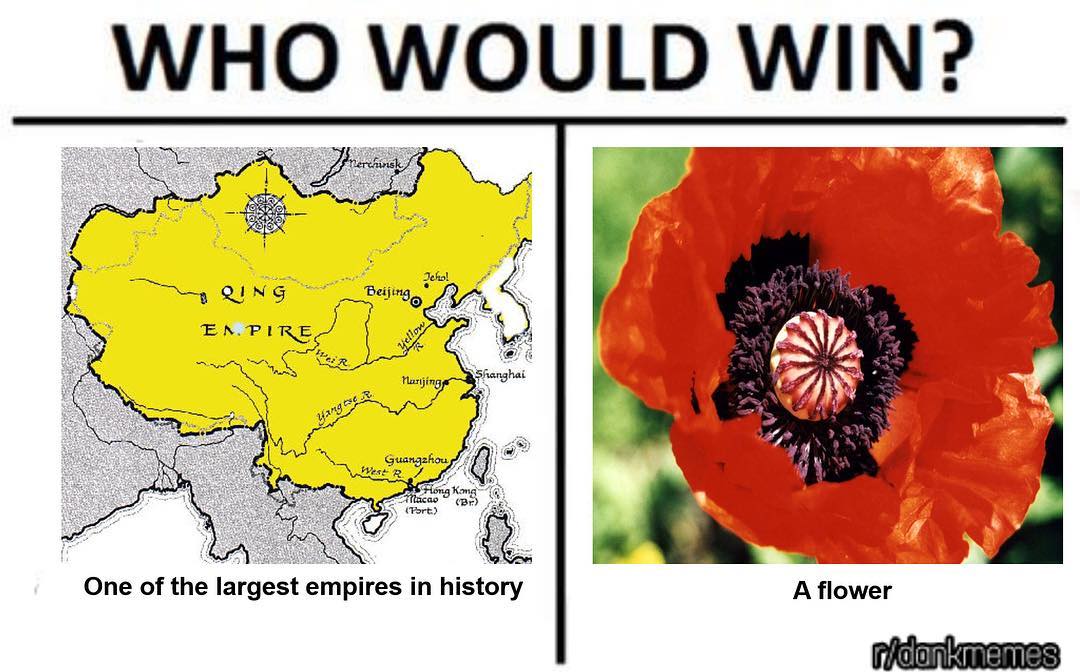 WHO WOULD WIN?
Nerchinsk
Jehol
QING
Beijing
EMPIRE
Yellow R.
Wei R.
Nanjing
Shanghai
Yangtse R.
Guangzhou
West R.
Hong Kong
(Br.)
Macao
(Port.)
One of the largest empires in history
A flower
r/dankmemes